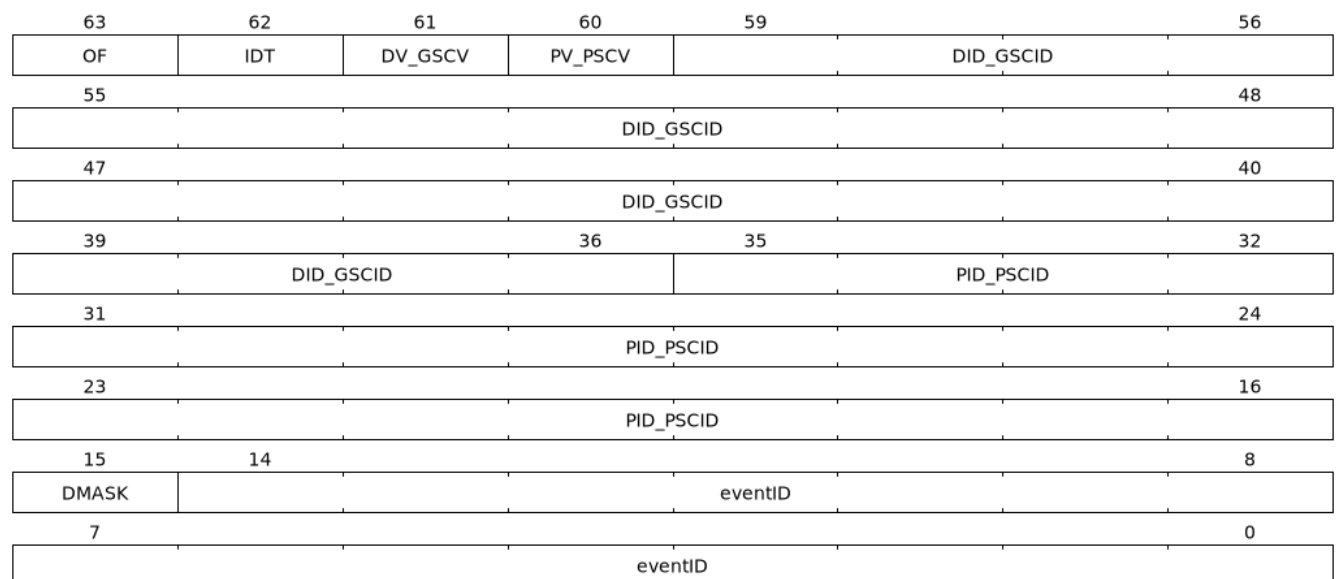 63 62 61 60 59 56
OF IDT DV_GSCV PV_PSCV DID_GSCID
55 48
DID_GSCID
47 40
DID_GSCID
39 36 35 32
DID_GSCID PID_PSCID
31 24
PID_PSCID
23 16
PID_PSCID
15 14 8
DMASK eventID
7 0
eventID